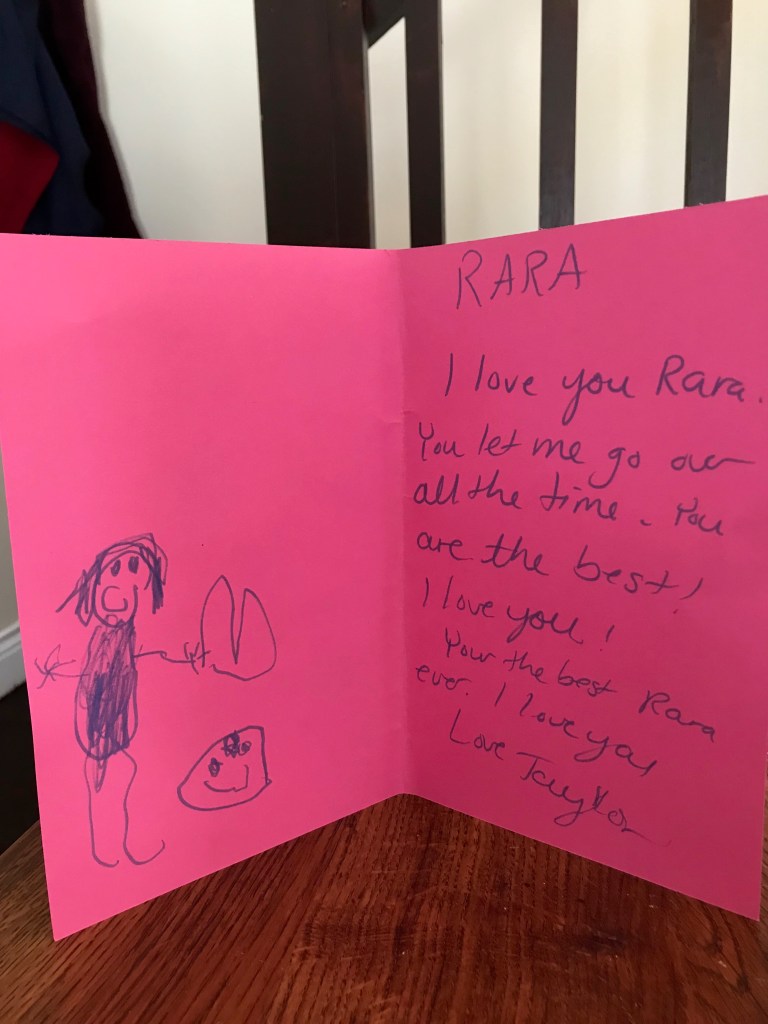 RARA
I love you Rara.
You let me go over
all the time. You
are the best!
I love you!
Your the best Rara
ever. I love you
Love Taylor